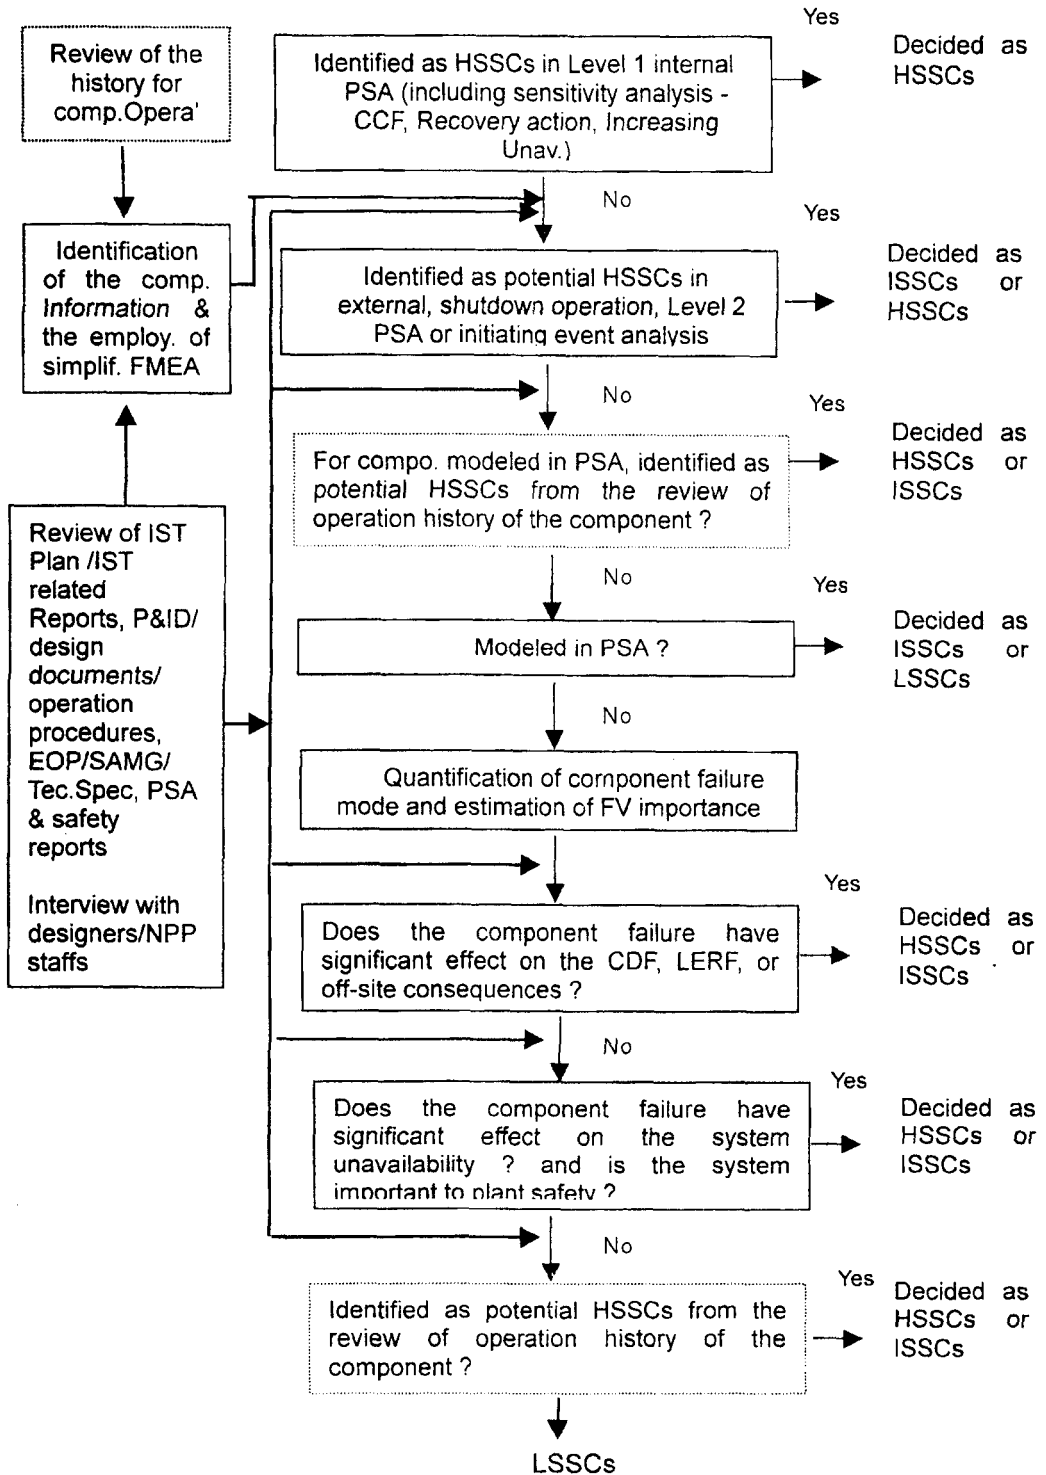 Review of the
history for
comp.Opera'
Identified as HSSCs in Level 1 internal
PSA (including sensitivity analysis -
CCF, Recovery action, Increasing
Unav.)
Yes
Decided as
HSSCs
No
Identification
of the comp.
Information &
the employ. of
simplif. FMEA
Identified as potential HSSCs in
external, shutdown operation, Level 2
PSA or initiating event analysis
Yes
Decided as
ISSCs or
HSSCs
No
For compo. modeled in PSA, identified as
potential HSSCs from the review of
operation history of the component ?
Yes
Decided as
HSSCs or
ISSCs
No
Review of IST
Plan /IST
related
Reports, P&ID/
design
documents/
operation
procedures,
EOP/SAMG/
Tec.Spec, PSA
& safety
reports
Interview with
designers/NPP
staffs
Modeled in PSA ?
Yes
Decided as
ISSCs or
LSSCs
No
Quantification of component failure
mode and estimation of FV importance
Does the component failure have
significant effect on the CDF, LERF, or
off-site consequences ?
Yes
Decided as
HSSCs or
ISSCs
No
Does the component failure have
significant effect on the system
unavailability ? and is the system
important to plant safety ?
Yes
Decided as
HSSCs or
ISSCs
No
Identified as potential HSSCs from the
review of operation history of the
component ?
Yes
Decided as
HSSCs or
ISSCs
LSSCs